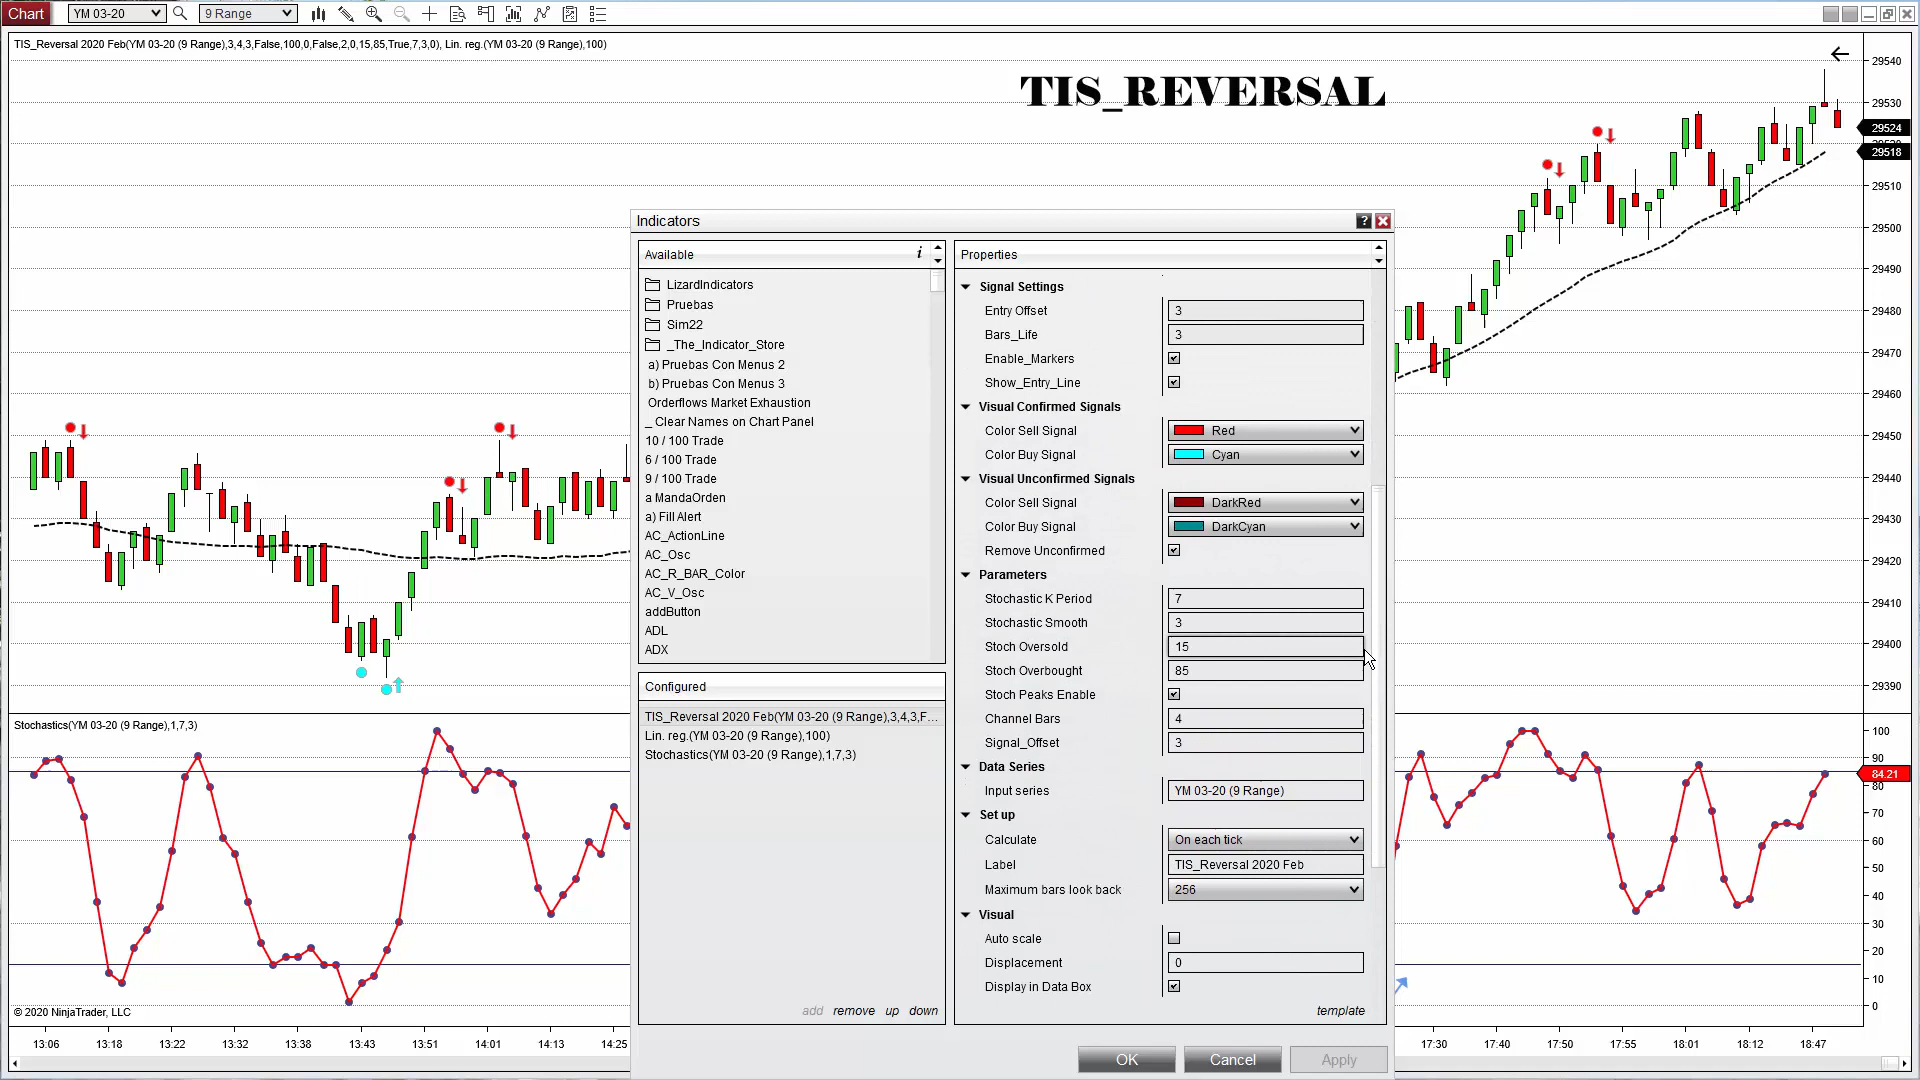 Chart YM 03-20 9 Range
TIS_Reversal 2020 Feb(YM 03-20 (9 Range),3,4,3,False,100,0,False,2,0,15,85,True,7,3,0), Lin. reg.(YM 03-20 (9 Range),100)
TIS_REVERSAL
29540
29530
29524
29518
29510
29500
29490
29480
29470
29460
29450
29440
29430
29420
29410
29400
29390
Indicators
Available
LizardIndicators
Pruebas
Sim22
_The_Indicator_Store
a) Pruebas Con Menus 2
b) Pruebas Con Menus 3
Orderflows Market Exhaustion
_ Clear Names on Chart Panel
10 / 100 Trade
6 / 100 Trade
9 / 100 Trade
a MandaOrden
a) Fill Alert
AC_ActionLine
AC_Osc
AC_R_BAR_Color
AC_V_Osc
addButton
ADL
ADX
Configured
TIS_Reversal 2020 Feb(YM 03-20 (9 Range),3,4,3,F...
Lin. reg.(YM 03-20 (9 Range),100)
Stochastics(YM 03-20 (9 Range),1,7,3)
add remove up down
Properties
Signal Settings
Entry Offset 3
Bars_Life 3
Enable_Markers
Show_Entry_Line
Visual Confirmed Signals
Color Sell Signal Red
Color Buy Signal Cyan
Visual Unconfirmed Signals
Color Sell Signal DarkRed
Color Buy Signal DarkCyan
Remove Unconfirmed
Parameters
Stochastic K Period 7
Stochastic Smooth 3
Stoch Oversold 15
Stoch Overbought 85
Stoch Peaks Enable
Channel Bars 4
Signal_Offset 3
Data Series
Input series YM 03-20 (9 Range)
Set up
Calculate On each tick
Label TIS_Reversal 2020 Feb
Maximum bars look back 256
Visual
Auto scale
Displacement 0
Display in Data Box
template
OK Cancel Apply
Stochastics(YM 03-20 (9 Range),1,7,3)
100
90
84.21
80
70
60
50
40
30
20
10
0
© 2020 NinjaTrader, LLC
13:06 13:18 13:22 13:32 13:38 13:43 13:51 14:01 14:13 14:25 17:30 17:40 17:50 17:55 18:01 18:12 18:47